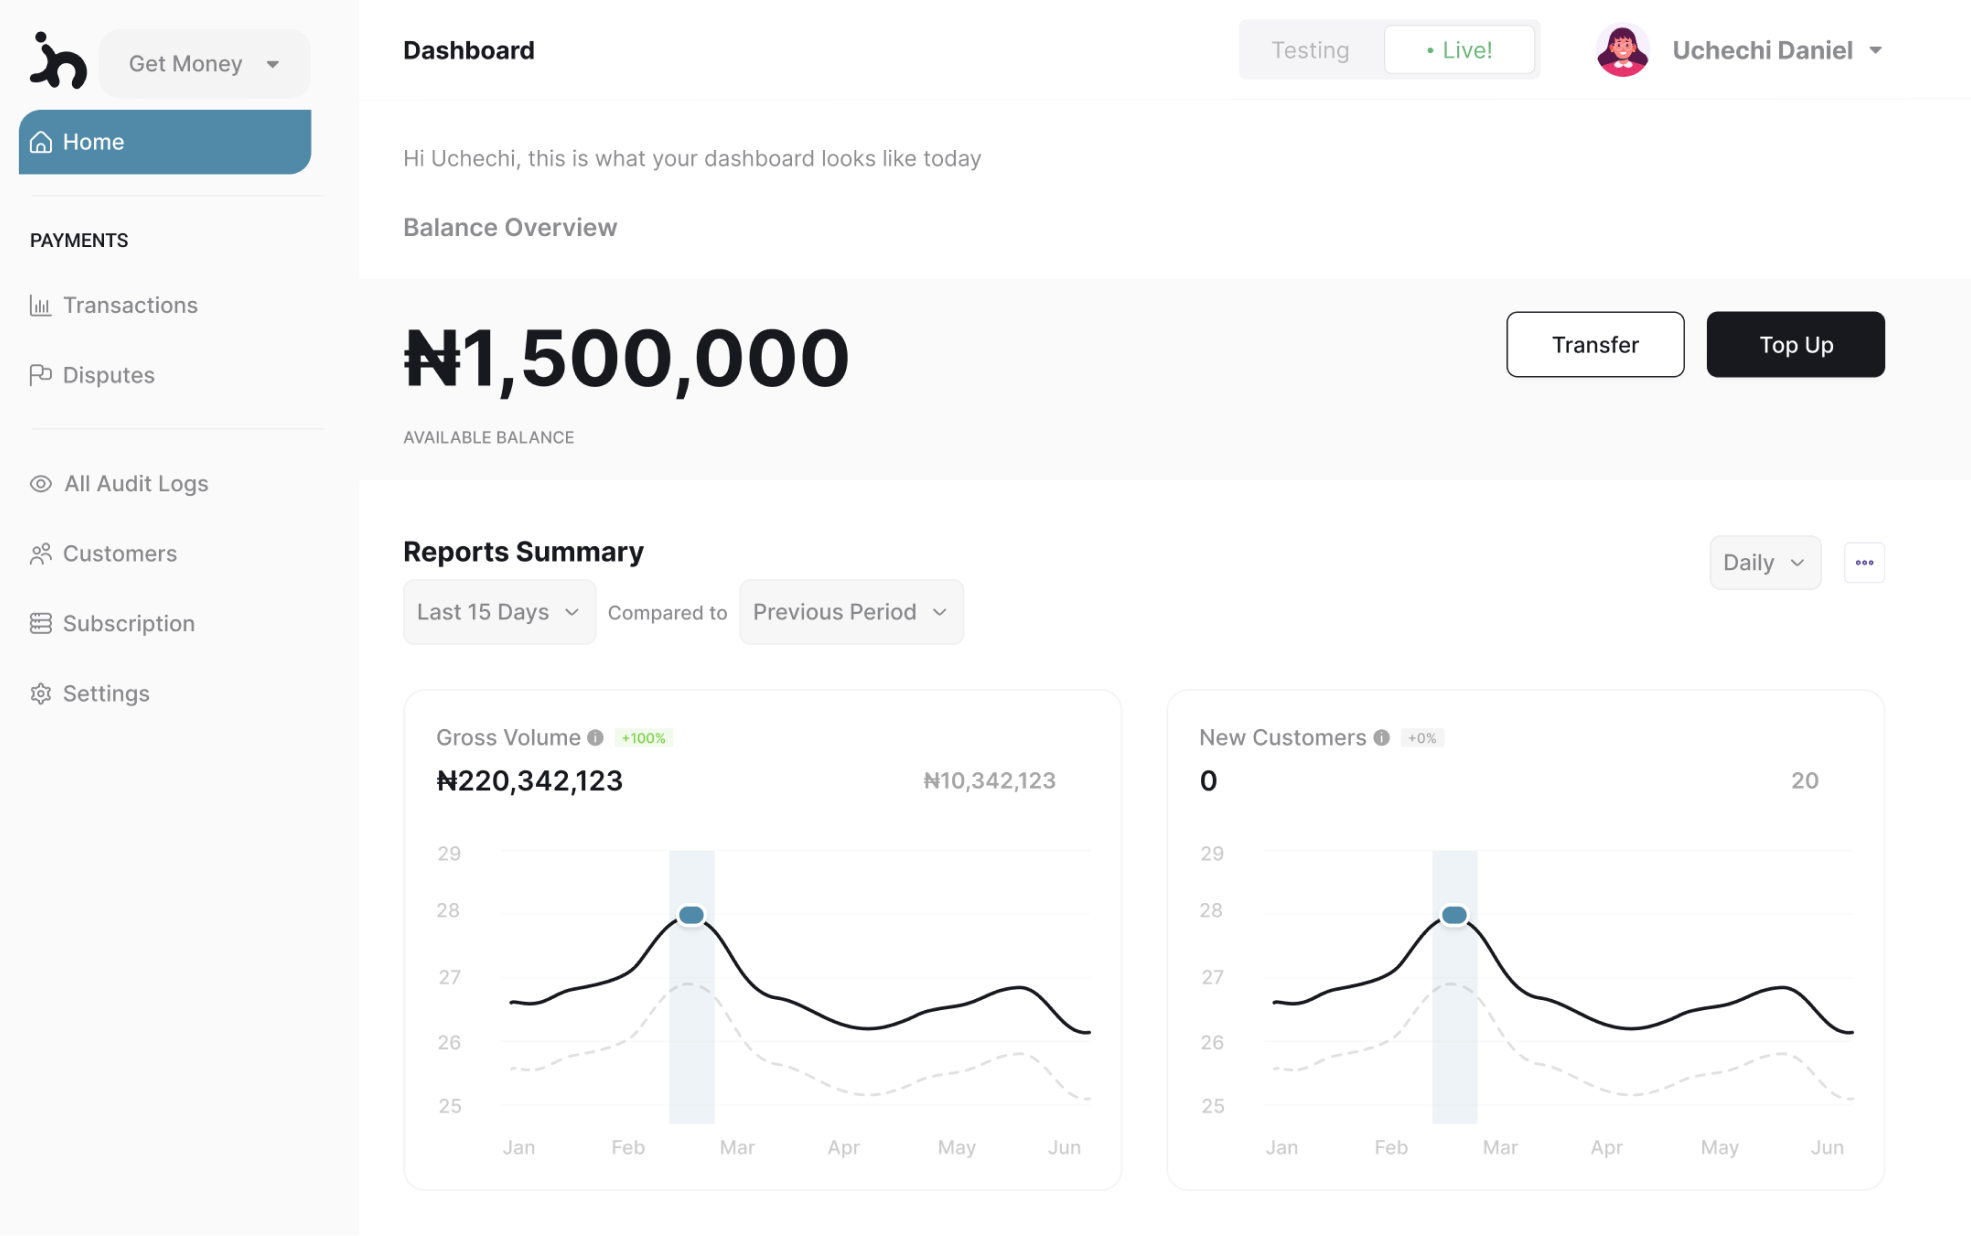 Get Money
Home
PAYMENTS
Transactions
Disputes
All Audit Logs
Customers
Subscription
Settings
Dashboard
Testing
• Live!
Uchechi Daniel
Hi Uchechi, this is what your dashboard looks like today
Balance Overview
₦1,500,000
AVAILABLE BALANCE
Transfer
Top Up
Reports Summary
Last 15 Days
Compared to
Previous Period
Daily
Gross Volume
+100%
₦220,342,123
₦10,342,123
29
28
27
26
25
Jan Feb Mar Apr May Jun
New Customers
+0%
0
20
29
28
27
26
25
Jan Feb Mar Apr May Jun